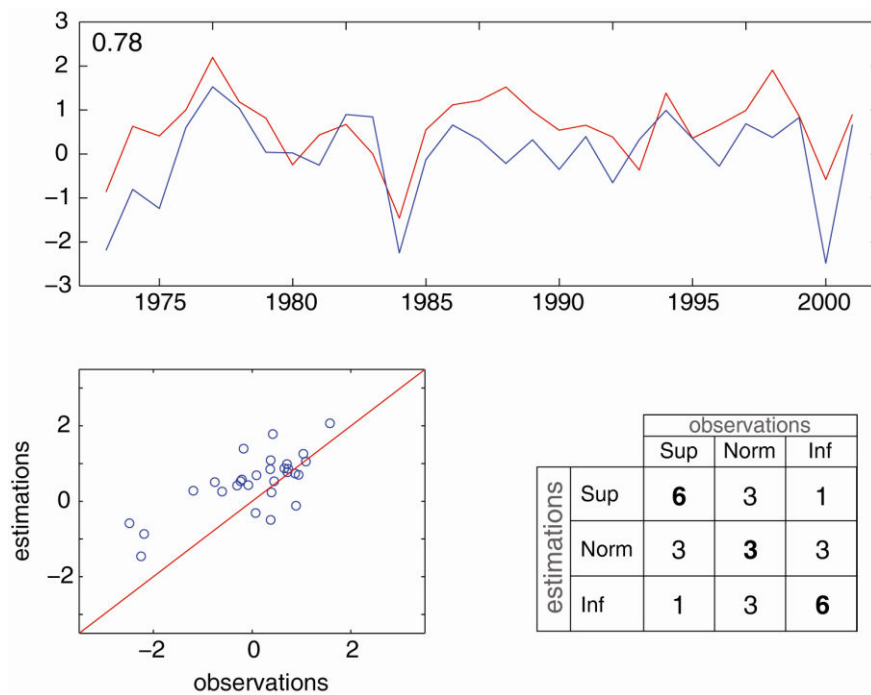 3
0.78
2
1
0
−1
−2
−3
1975 1980 1985 1990 1995 2000
2
0
−2
estimations
−2 0 2
observations
observations
Sup Norm Inf
estimations
Sup 6 3 1
Norm 3 3 3
Inf 1 3 6